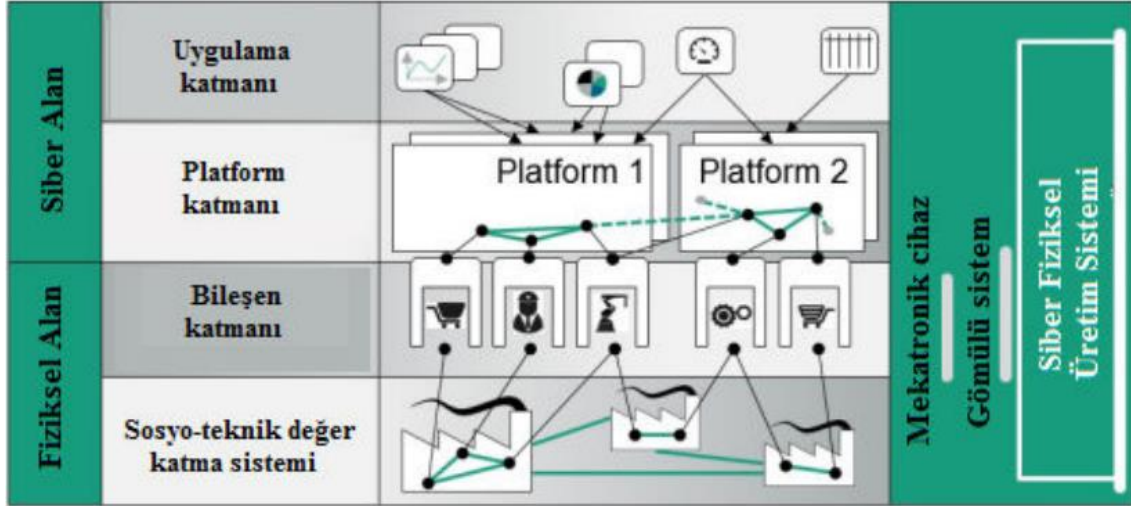 Siber Alan
Uygulama
katmanı
Platform
katmanı
Platform 1
Platform 2
Fiziksel Alan
Bileşen
katmanı
Sosyo-teknik değer
katma sistemi
Mekatronik cihaz
Gömülü sistem
Siber Fiziksel
Üretim Sistemi